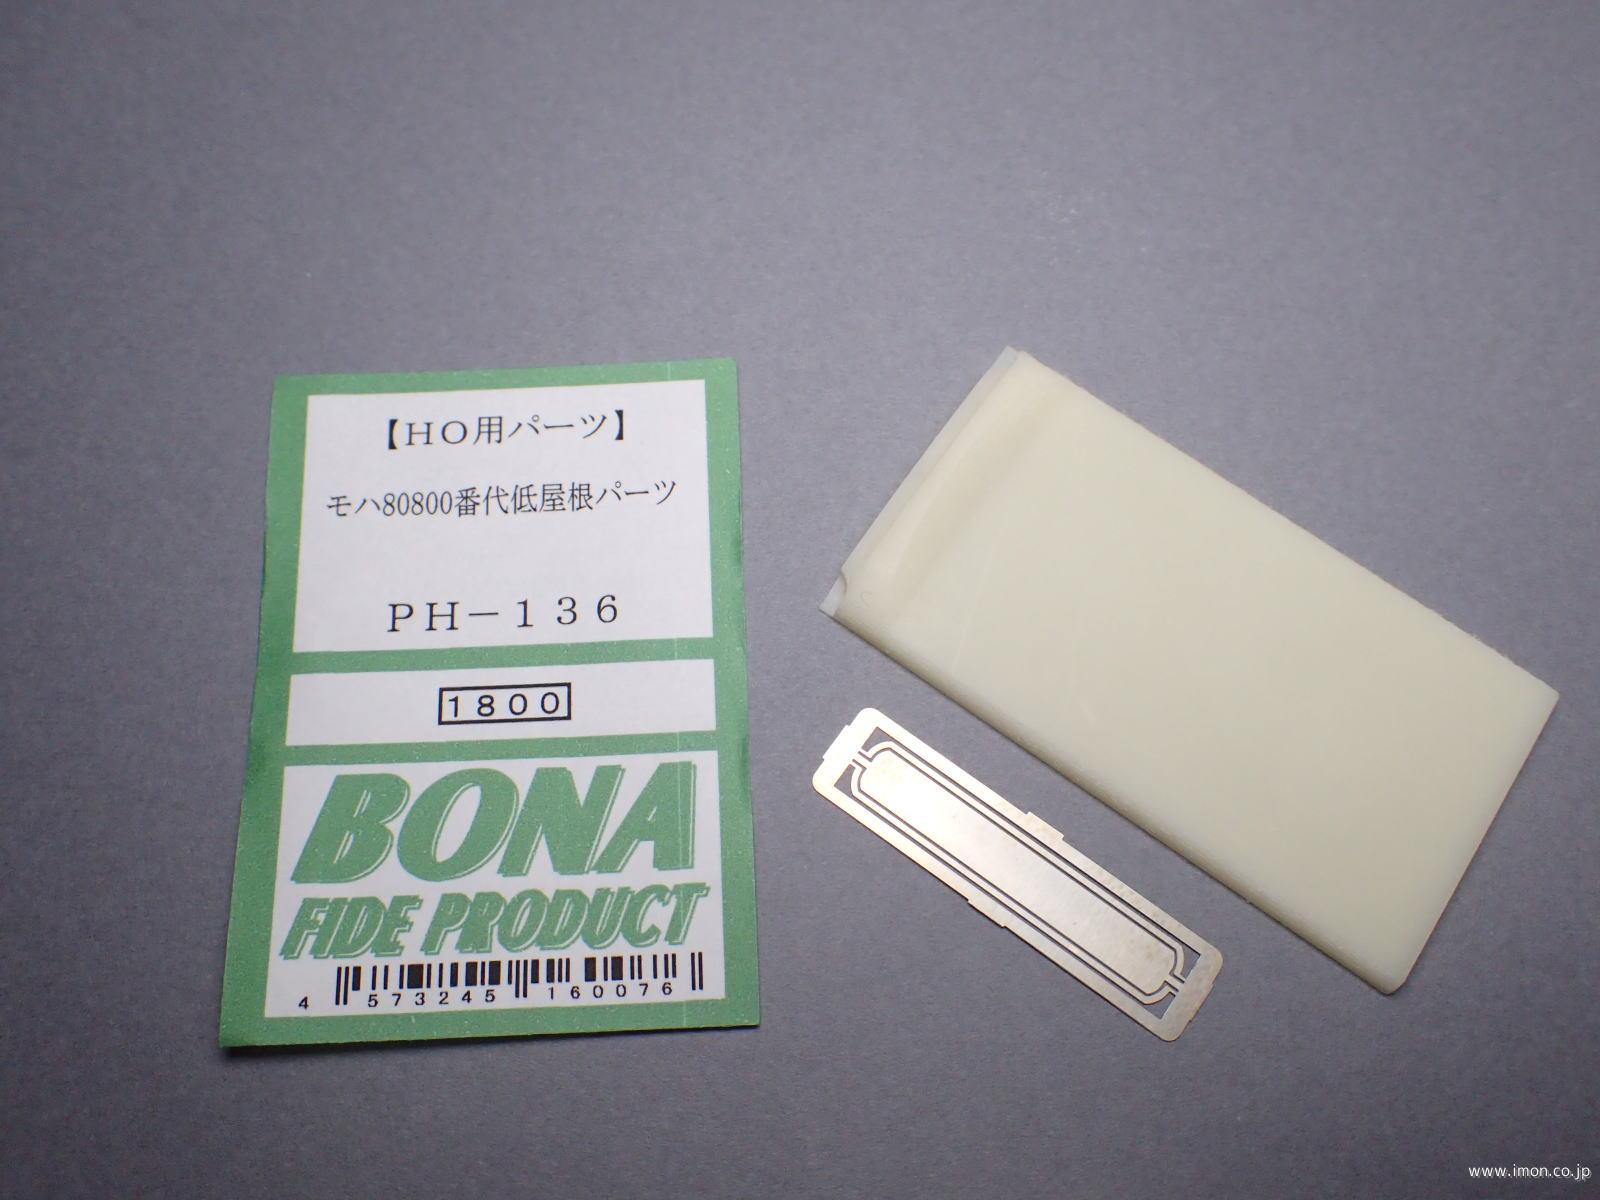 【HO用パーツ】
モハ80800番代低屋根パーツ
PH-136
1800
BONA
FIDE PRODUCT
4 573245 160076
www.imon.co.jp